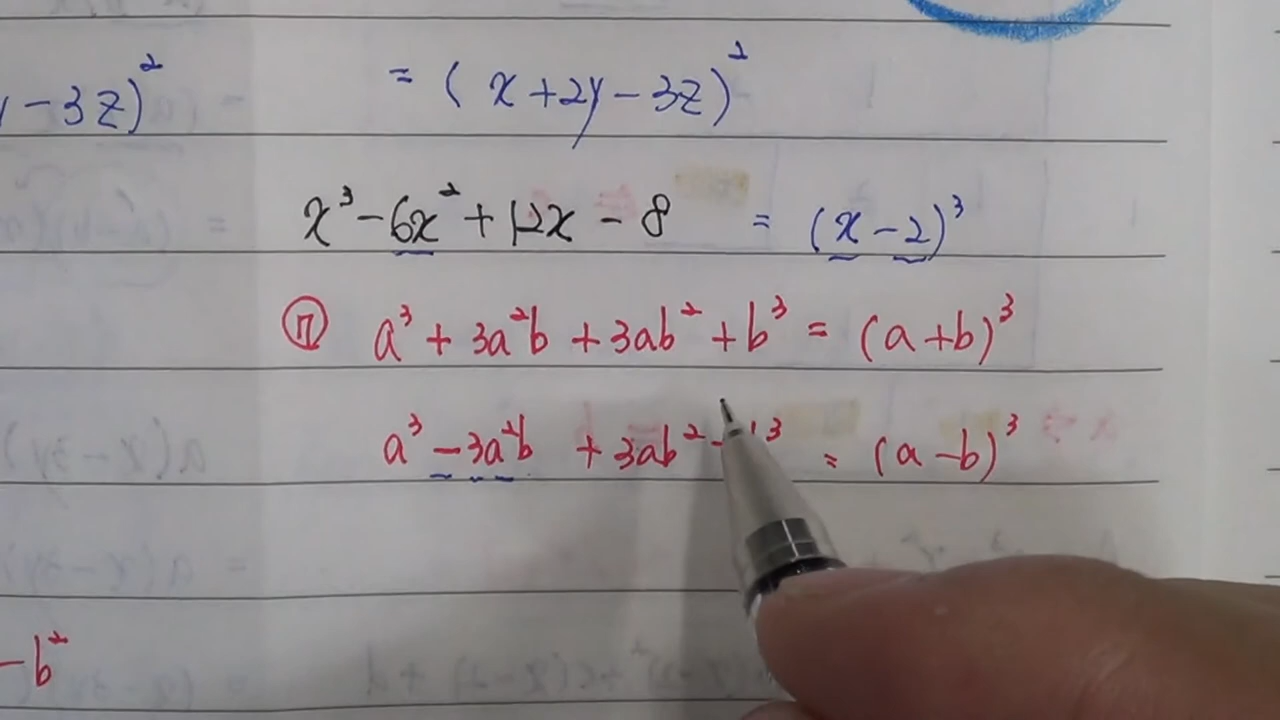 y-3z)² = (x+2y-3z)²
x³-6x²+12x-8 = (x-2)³
ㄇ a³+3a²b+3ab²+b³ = (a+b)³
a³-3a²b+3ab²- ³ = (a-b)³
-b²